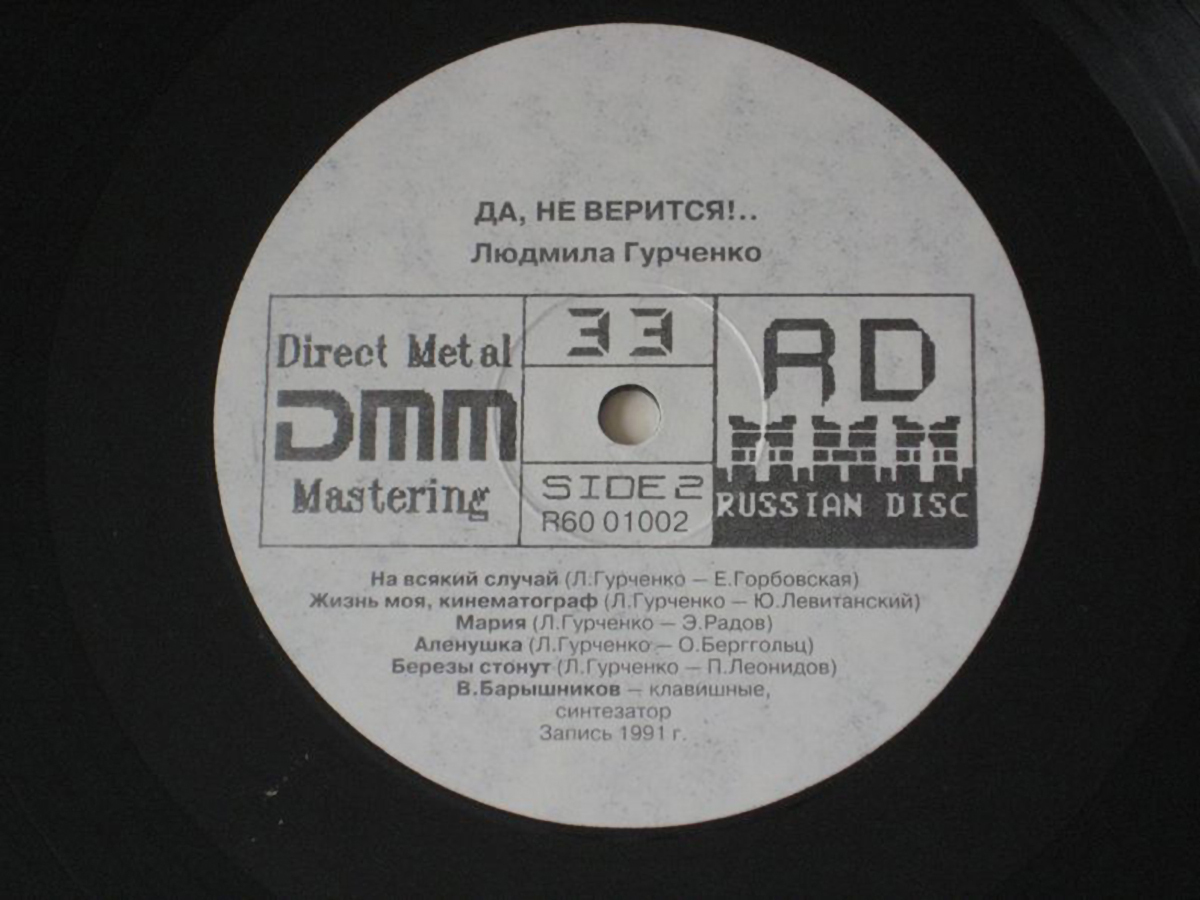 ДА, НЕ ВЕРИТСЯ!..
Людмила Гурченко
Direct Metal
DMM
Mastering
33
SIDE 2
R60 01002
RD
RUSSIAN DISC
На всякий случай (Л.Гурченко — Е.Горбовская)
Жизнь моя, кинематограф (Л.Гурченко — Ю.Левитанский)
Мария (Л.Гурченко — Э.Радов)
Аленушка (Л.Гурченко — О.Берггольц)
Березы стонут (Л.Гурченко — П.Леонидов)
В.Барышников — клавишные,
синтезатор
Запись 1991 г.